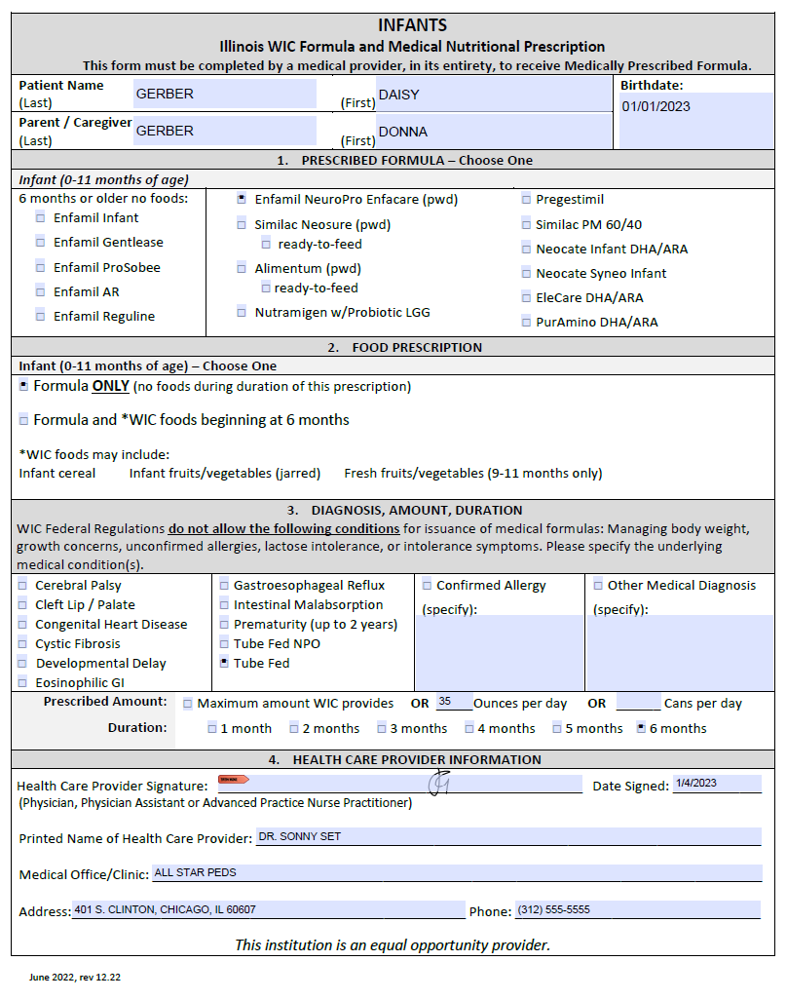 INFANTS
Illinois WIC Formula and Medical Nutritional Prescription
This form must be completed by a medical provider, in its entirety, to receive Medically Prescribed Formula.
Patient Name
(Last) GERBER (First) DAISY
Birthdate:
01/01/2023
Parent / Caregiver
(Last) GERBER (First) DONNA
1. PRESCRIBED FORMULA – Choose One
Infant (0-11 months of age)
6 months or older no foods:
Enfamil Infant
Enfamil Gentlease
Enfamil ProSobee
Enfamil AR
Enfamil Reguline
Enfamil NeuroPro Enfacare (pwd)
Similac Neosure (pwd)
ready-to-feed
Alimentum (pwd)
ready-to-feed
Nutramigen w/Probiotic LGG
Pregestimil
Similac PM 60/40
Neocate Infant DHA/ARA
Neocate Syneo Infant
EleCare DHA/ARA
PurAmino DHA/ARA
2. FOOD PRESCRIPTION
Infant (0-11 months of age) – Choose One
Formula ONLY (no foods during duration of this prescription)
Formula and *WIC foods beginning at 6 months
*WIC foods may include:
Infant cereal Infant fruits/vegetables (jarred) Fresh fruits/vegetables (9-11 months only)
3. DIAGNOSIS, AMOUNT, DURATION
WIC Federal Regulations do not allow the following conditions for issuance of medical formulas: Managing body weight,
growth concerns, unconfirmed allergies, lactose intolerance, or intolerance symptoms. Please specify the underlying
medical condition(s).
Cerebral Palsy
Cleft Lip / Palate
Congenital Heart Disease
Cystic Fibrosis
Developmental Delay
Eosinophilic GI
Gastroesophageal Reflux
Intestinal Malabsorption
Prematurity (up to 2 years)
Tube Fed NPO
Tube Fed
Confirmed Allergy
(specify):
Other Medical Diagnosis
(specify):
Prescribed Amount: Maximum amount WIC provides OR 35 Ounces per day OR Cans per day
Duration: 1 month 2 months 3 months 4 months 5 months 6 months
4. HEALTH CARE PROVIDER INFORMATION
Health Care Provider Signature: Date Signed: 1/4/2023
(Physician, Physician Assistant or Advanced Practice Nurse Practitioner)
Printed Name of Health Care Provider: DR. SONNY SET
Medical Office/Clinic: ALL STAR PEDS
Address: 401 S. CLINTON, CHICAGO, IL 60607 Phone: (312) 555-5555
This institution is an equal opportunity provider.
June 2022, rev 12.22